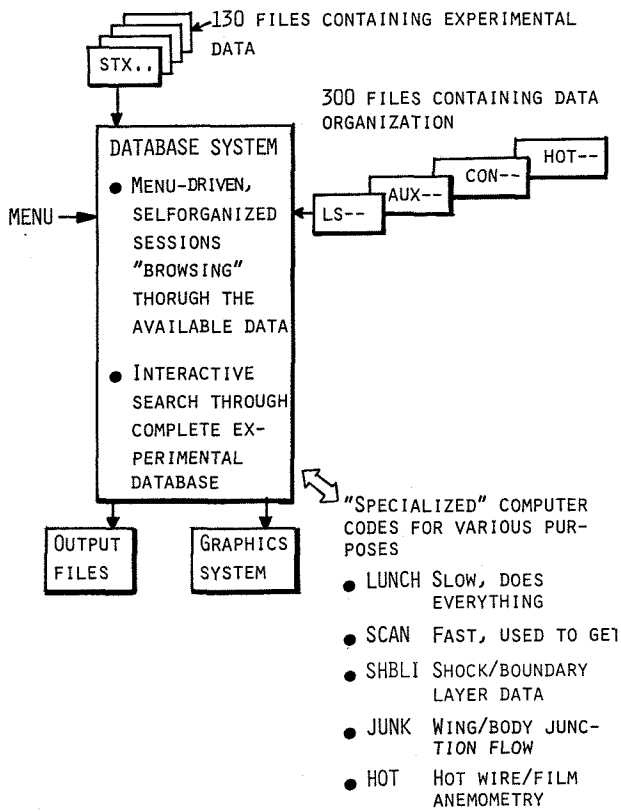 130 FILES CONTAINING EXPERIMENTAL
DATA
STX..
300 FILES CONTAINING DATA
ORGANIZATION
HOT--
CON--
AUX--
LS--
MENU
DATABASE SYSTEM
● MENU-DRIVEN,
SELFORGANIZED
SESSIONS
"BROWSING"
THORUGH THE
AVAILABLE DATA
● INTERACTIVE
SEARCH THROUGH
COMPLETE EX-
PERIMENTAL
DATABASE
OUTPUT
FILES
GRAPHICS
SYSTEM
"SPECIALIZED" COMPUTER
CODES FOR VARIOUS PUR-
POSES
● LUNCH SLOW, DOES
EVERYTHING
● SCAN FAST, USED TO GET
● SHBLI SHOCK/BOUNDARY
LAYER DATA
● JUNK WING/BODY JUNC-
TION FLOW
● HOT HOT WIRE/FILM
ANEMOMETRY